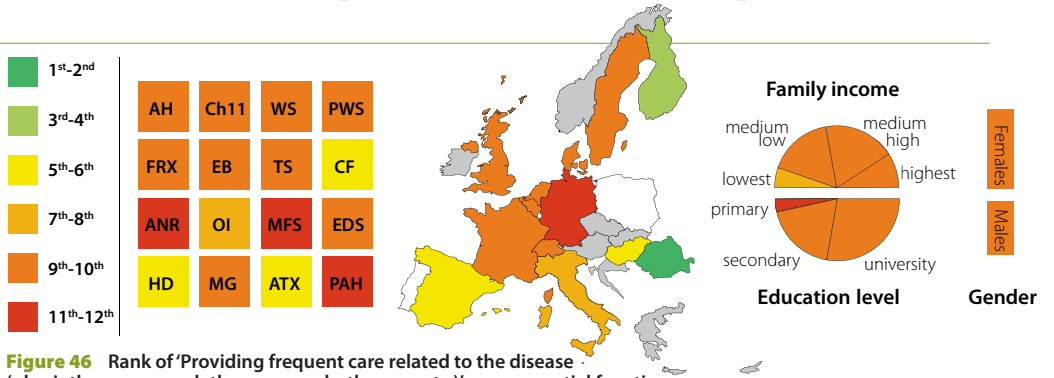 1st-2nd
3rd-4th
5th-6th
7th-8th
9th-10th
11th-12th
AH Ch11 WS PWS
FRX EB TS CF
ANR OI MFS EDS
HD MG ATX PAH
Family income
medium low
medium high
lowest
highest
primary
secondary
university
Education level
Females
Males
Gender
Figure 46 Rank of ‘Providing frequent care related to the disease